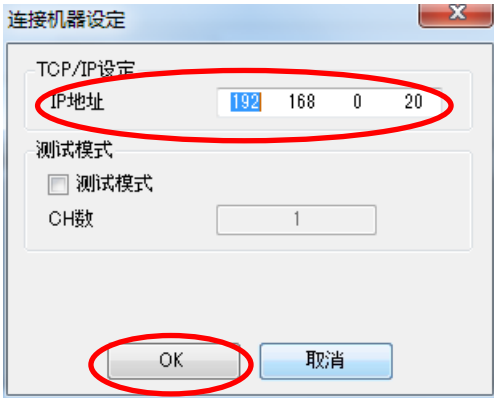 连接机器设定
TCP/IP设定
IP地址 192 168 0 20
测试模式
测试模式
CH数 1
OK 取消